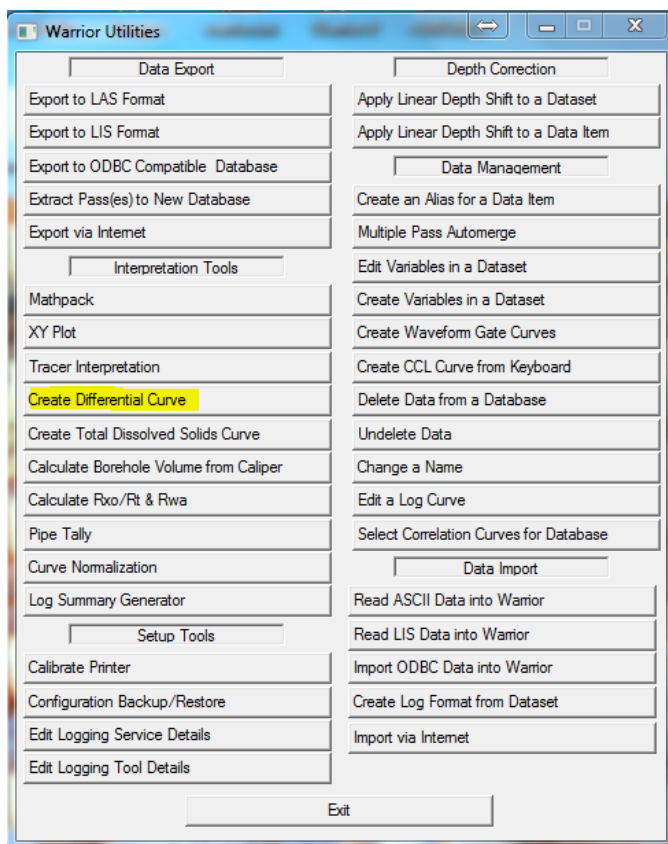 Warrior Utilities
Data Export
Export to LAS Format
Export to LIS Format
Export to ODBC Compatible Database
Extract Pass(es) to New Database
Export via Internet
Interpretation Tools
Mathpack
XY Plot
Tracer Interpretation
Create Differential Curve
Create Total Dissolved Solids Curve
Calculate Borehole Volume from Caliper
Calculate Rxo/Rt & Rwa
Pipe Tally
Curve Normalization
Log Summary Generator
Setup Tools
Calibrate Printer
Configuration Backup/Restore
Edit Logging Service Details
Edit Logging Tool Details
Depth Correction
Apply Linear Depth Shift to a Dataset
Apply Linear Depth Shift to a Data Item
Data Management
Create an Alias for a Data Item
Multiple Pass Automerge
Edit Variables in a Dataset
Create Variables in a Dataset
Create Waveform Gate Curves
Create CCL Curve from Keyboard
Delete Data from a Database
Undelete Data
Change a Name
Edit a Log Curve
Select Correlation Curves for Database
Data Import
Read ASCII Data into Warrior
Read LIS Data into Warrior
Import ODBC Data into Warrior
Create Log Format from Dataset
Import via Internet
Exit